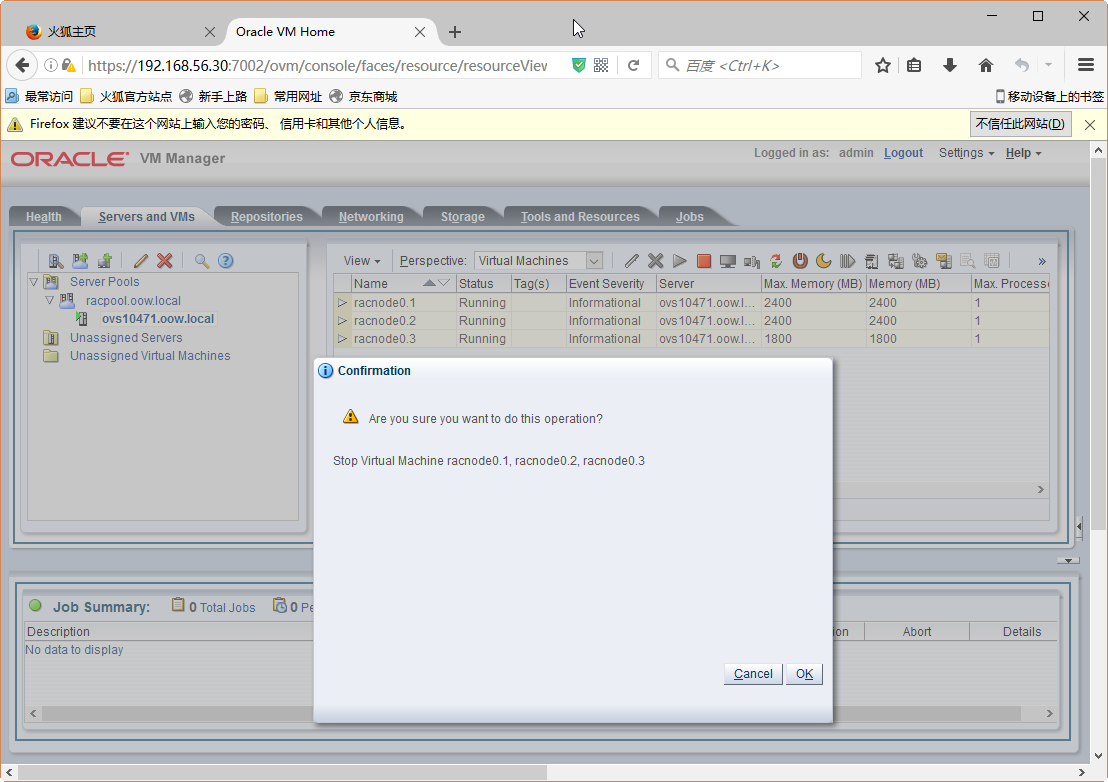 火狐主页
Oracle VM Home
https://192.168.56.30:7002/ovm/console/faces/resource/resourceView
百度 <Ctrl+K>
最常访问 火狐官方站点 新手上路 常用网址 京东商城 移动设备上的书签
Firefox 建议不要在这个网站上输入您的密码、信用卡和其他个人信息。 不信任此网站(D)
ORACLE VM Manager
Logged in as: admin Logout Settings Help
Health Servers and VMs Repositories Networking Storage Tools and Resources Jobs
View Perspective: Virtual Machines »
Server Pools
racpool.oow.local
ovs10471.oow.local
Unassigned Servers
Unassigned Virtual Machines
Name Status Tag(s) Event Severity Server Max. Memory (MB) Memory (MB) Max. Processo
racnode0.1 Running Informational ovs10471.oow.l... 2400 2400 1
racnode0.2 Running Informational ovs10471.oow.l... 2400 2400 1
racnode0.3 Running Informational ovs10471.oow.l... 1800 1800 1
Confirmation
Are you sure you want to do this operation?
Stop Virtual Machine racnode0.1, racnode0.2, racnode0.3
Cancel OK
Job Summary: 0 Total Jobs 0 Pe
Description ion Abort Details
No data to display